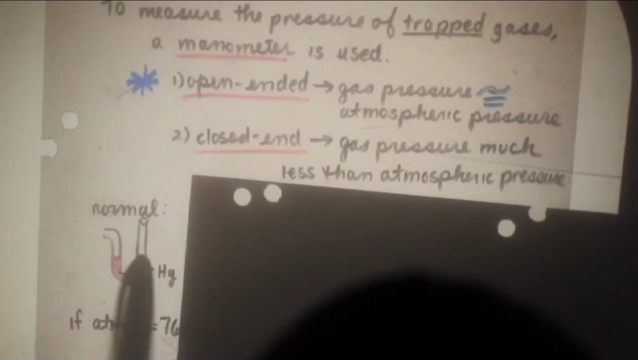 To measure the pressure of trapped gases,
a manometer is used.
1) open-ended → gas pressure ≅
atmospheric pressure
2) closed-end → gas pressure much
less than atmospheric pressure
normal:
Hg
If = 76